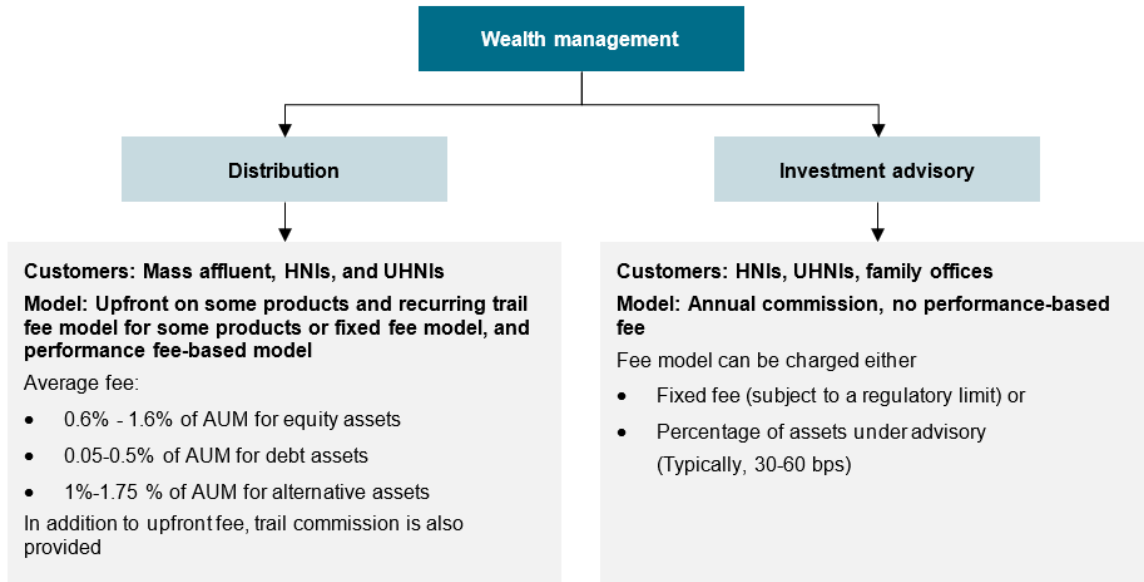 Wealth management
Distribution
Investment advisory
Customers: Mass affluent, HNIs, and UHNIs
Model: Upfront on some products and recurring trail
fee model for some products or fixed fee model, and
performance fee-based model
Average fee:
• 0.6% - 1.6% of AUM for equity assets
• 0.05-0.5% of AUM for debt assets
• 1%-1.75 % of AUM for alternative assets
In addition to upfront fee, trail commission is also
provided
Customers: HNIs, UHNIs, family offices
Model: Annual commission, no performance-based
fee
Fee model can be charged either
• Fixed fee (subject to a regulatory limit) or
• Percentage of assets under advisory
(Typically, 30-60 bps)